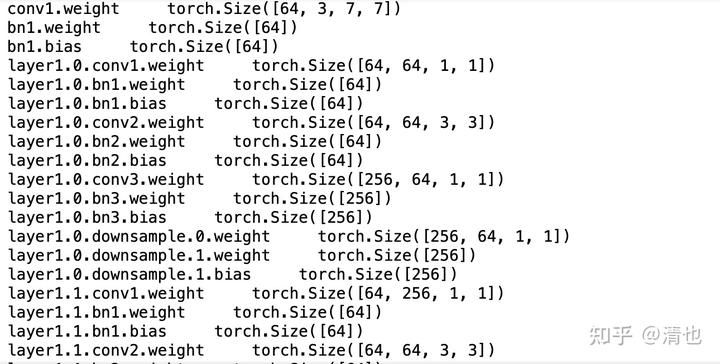 conv1.weight torch.Size([64, 3, 7, 7])
bn1.weight torch.Size([64])
bn1.bias torch.Size([64])
layer1.0.conv1.weight torch.Size([64, 64, 1, 1])
layer1.0.bn1.weight torch.Size([64])
layer1.0.bn1.bias torch.Size([64])
layer1.0.conv2.weight torch.Size([64, 64, 3, 3])
layer1.0.bn2.weight torch.Size([64])
layer1.0.bn2.bias torch.Size([64])
layer1.0.conv3.weight torch.Size([256, 64, 1, 1])
layer1.0.bn3.weight torch.Size([256])
layer1.0.bn3.bias torch.Size([256])
layer1.0.downsample.0.weight torch.Size([256, 64, 1, 1])
layer1.0.downsample.1.weight torch.Size([256])
layer1.0.downsample.1.bias torch.Size([256])
layer1.1.conv1.weight torch.Size([64, 256, 1, 1])
layer1.1.bn1.weight torch.Size([64])
layer1.1.bn1.bias torch.Size([64])
layer1.1.conv2.weight torch.Size([64, 64, 3, 3])
知乎 @清也